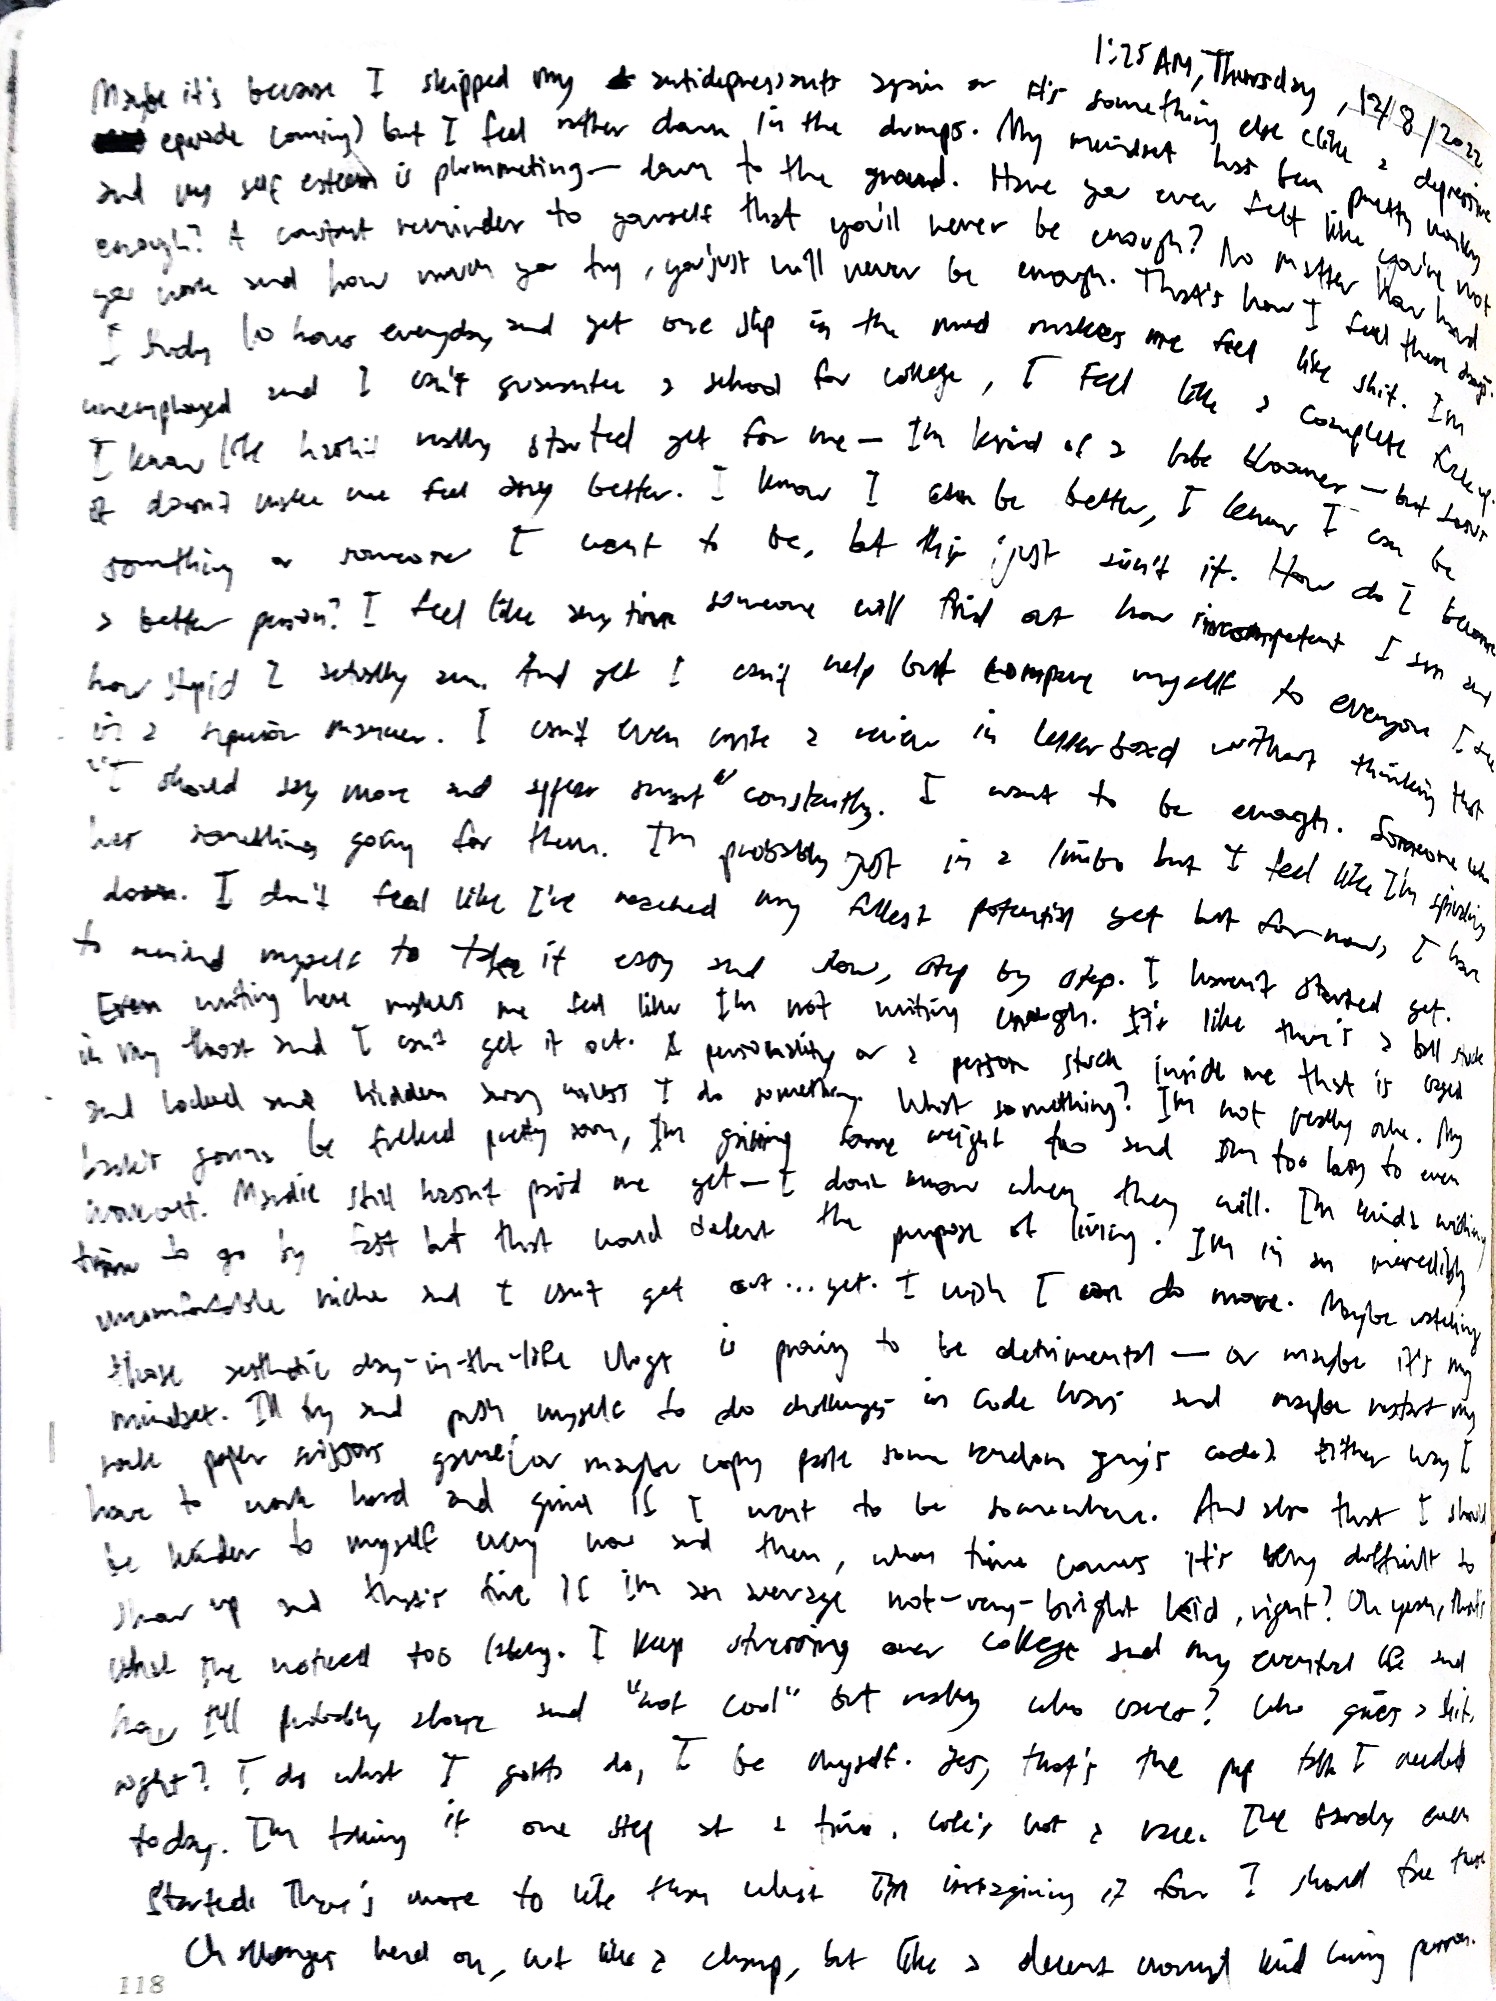 1:25 AM, Thursday, 12/8/2022
Maybe it's because I skipped my antidepressants again or it's something else (like a depressive
episode coming) but I feel rather down in the dumps. My mindset has been pretty wonky
and my self esteem is plummeting— down to the ground. Have you ever felt like you're not
enough? A constant reminder to yourself that you'll never be enough? No matter how hard
you work and how much you try, you just will never be enough. That's how I feel these days.
I study 10 hours everyday and yet one slip in the mud makes me feel like shit. I'm
unemployed and I can't guarantee a school for college, I feel like a complete fuck up.
I know life hasn't really started yet for me— I'm kind of a late bloomer — but
it doesn't make me feel any better. I know I can be better, I know I can be
something or someone I want to be, but this just ain't it. How do I become
a better person? I feel like any time someone will find out how incompetent I am and
how stupid I actually am. And yet I can't help but compare myself to everyone I see
in a superior manner. I can't even write a review in letterboxd without thinking that
"I should say more and appear smart" constantly. I want to be enough. Someone who
has something going for them. I'm probably just in a limbo but I feel like I'm spiraling
down. I don't feel like I've reached my fullest potential yet but for now, I have
to remind myself to take it easy and slow, step by step. I haven't started yet.
Even writing here makes me feel like I'm not writing enough. It's like there's a ball stuck
in my throat and I can't get it out. A personality or a person stuck inside me that is caged
and locked and hidden away unless I do something. What something? I'm not really sure. My
back's gonna be fucked pretty soon, I'm gaining some weight too and I'm too lazy to even
workout. still hasn't paid me yet—I don't know when they will. I'm kinda wishing
time to go by fast but that would defeat the purpose of living. I'm in an incredibly
uncomfortable niche and I can't get out... yet. I wish I can do more. Maybe watching
those aesthetic day-in-the-life vlogs is proving to be detrimental — or maybe it's my
mindset. I'll try and push myself to do challenges in Code Wars and maybe restart my
rock paper scissors game (or maybe copy paste some random guy's code). Either way I
have to work hard and grind if I want to be somewhere. And also that I should
be kinder to myself every now and then, when time comes it's very difficult to
show up and that's fine if I'm an average not-very-bright kid, right? Oh yeah, that's
what I've noticed too lately. I keep stressing over college and my eventual life and
how I'll probably alone and "not cool" but really who cares? Who gives a shit,
right? I do what I gotta do, I be myself. Yes, that's the pep talk I needed
today. I'm taking it one step at a time. Life's not a race. I've barely even
started. There's more to life than what I'm imagining it for I should face these
challenges head on, not like a champ, but like a decent kind living person.
118